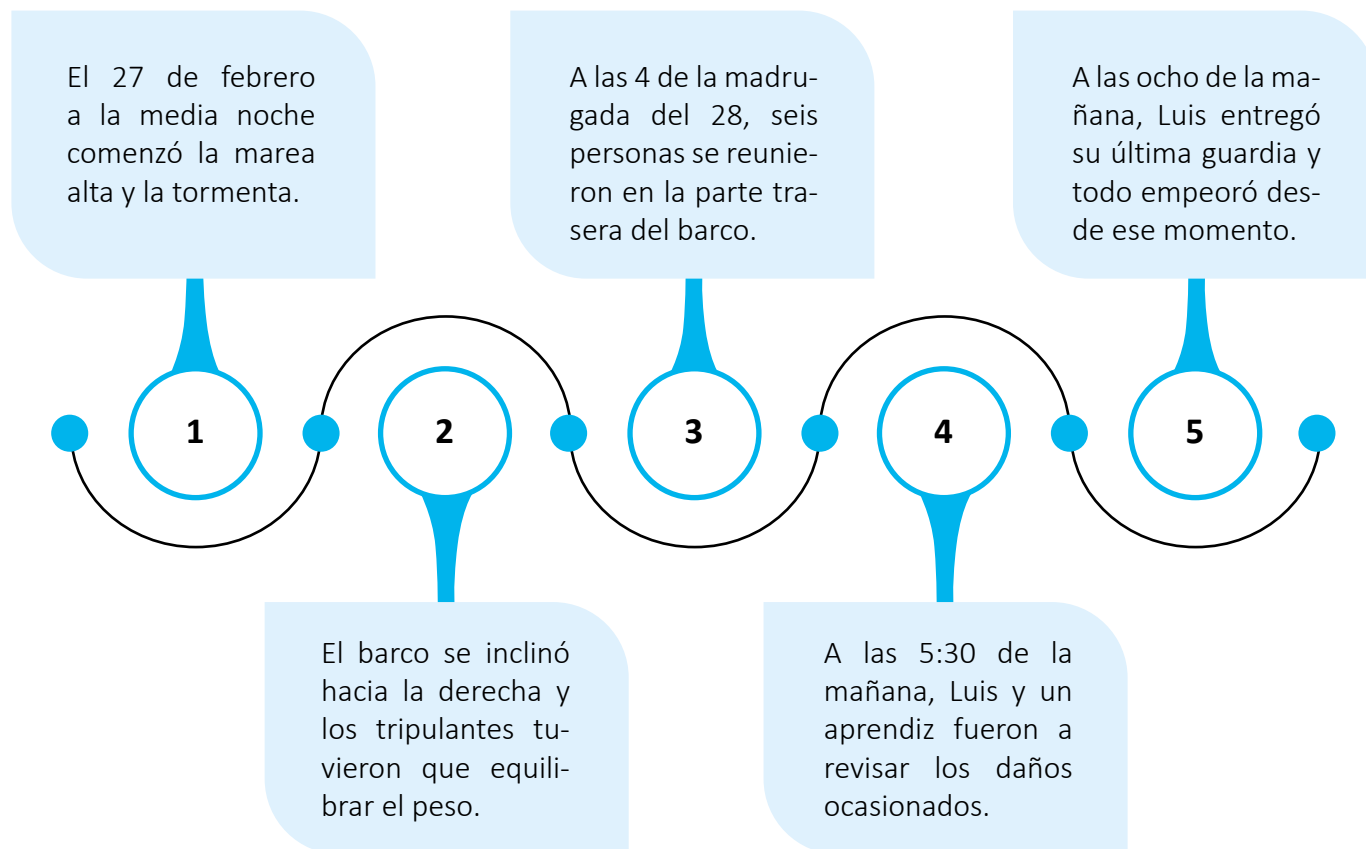 El 27 de febrero
a la media noche
comenzó la marea
alta y la tormenta.
A las 4 de la madru-
gada del 28, seis
personas se reunie-
ron en la parte tra-
sera del barco.
A las ocho de la ma-
ñana, Luis entregó
su última guardia y
todo empeoró des-
de ese momento.
1
2
3
4
5
El barco se inclinó
hacia la derecha y
los tripulantes tu-
vieron que equili-
brar el peso.
A las 5:30 de la
mañana, Luis y un
aprendiz fueron a
revisar los daños
ocasionados.